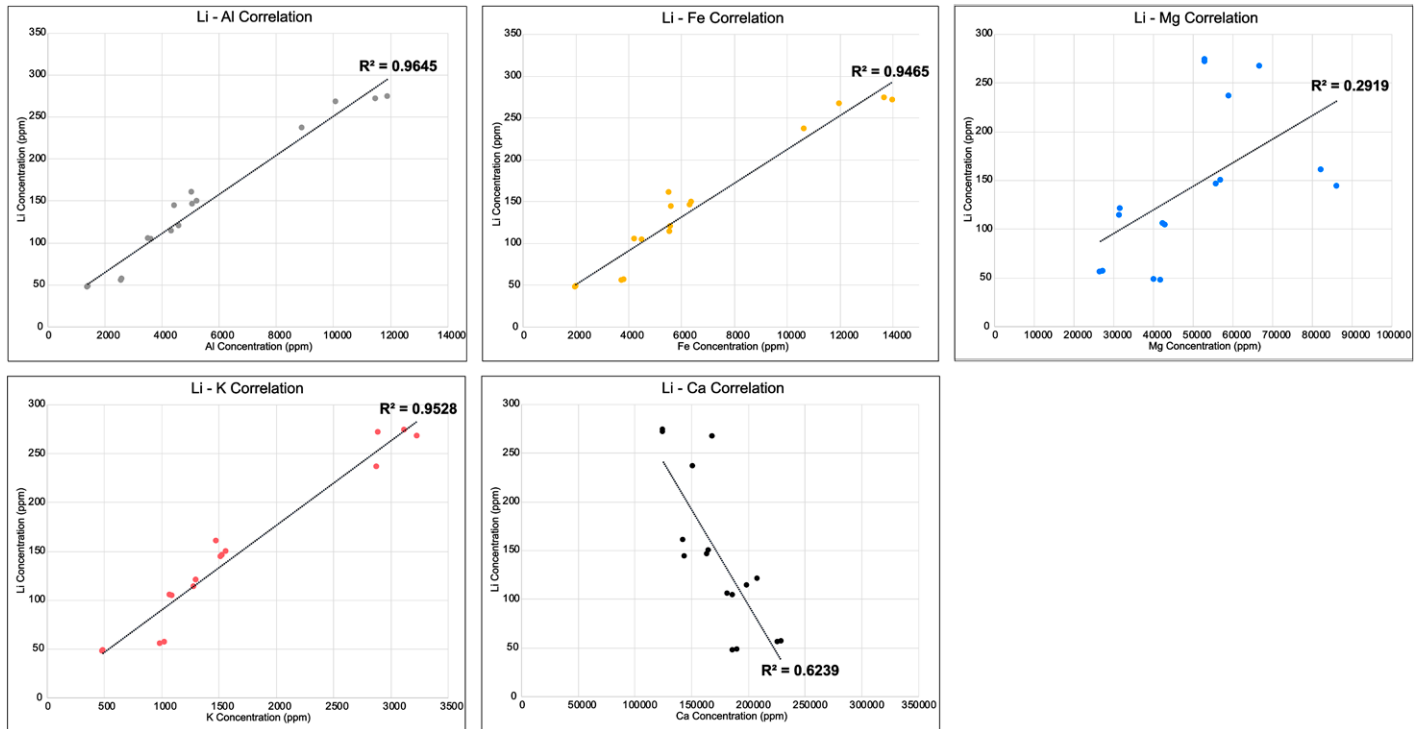 Li - Al Correlation
R² = 0.9645
Li Concentration (ppm)
350
300
250
200
150
100
50
0
0 2000 4000 6000 8000 10000 12000 14000
Al Concentration (ppm)
Li - Fe Correlation
R² = 0.9465
Li Concentration (ppm)
350
300
250
200
150
100
50
0
0 2000 4000 6000 8000 10000 12000 14000
Fe Concentration (ppm)
Li - Mg Correlation
R² = 0.2919
Li Concentration (ppm)
300
250
200
150
100
50
0
0 10000 20000 30000 40000 50000 60000 70000 80000 90000 100000
Mg Concentration (ppm)
Li - K Correlation
R² = 0.9528
Li Concentration (ppm)
300
250
200
150
100
50
0
0 500 1000 1500 2000 2500 3000 3500
K Concentration (ppm)
Li - Ca Correlation
R² = 0.6239
Li Concentration (ppm)
300
250
200
150
100
50
0
0 50000 100000 150000 200000 250000 300000 350000
Ca Concentration (ppm)